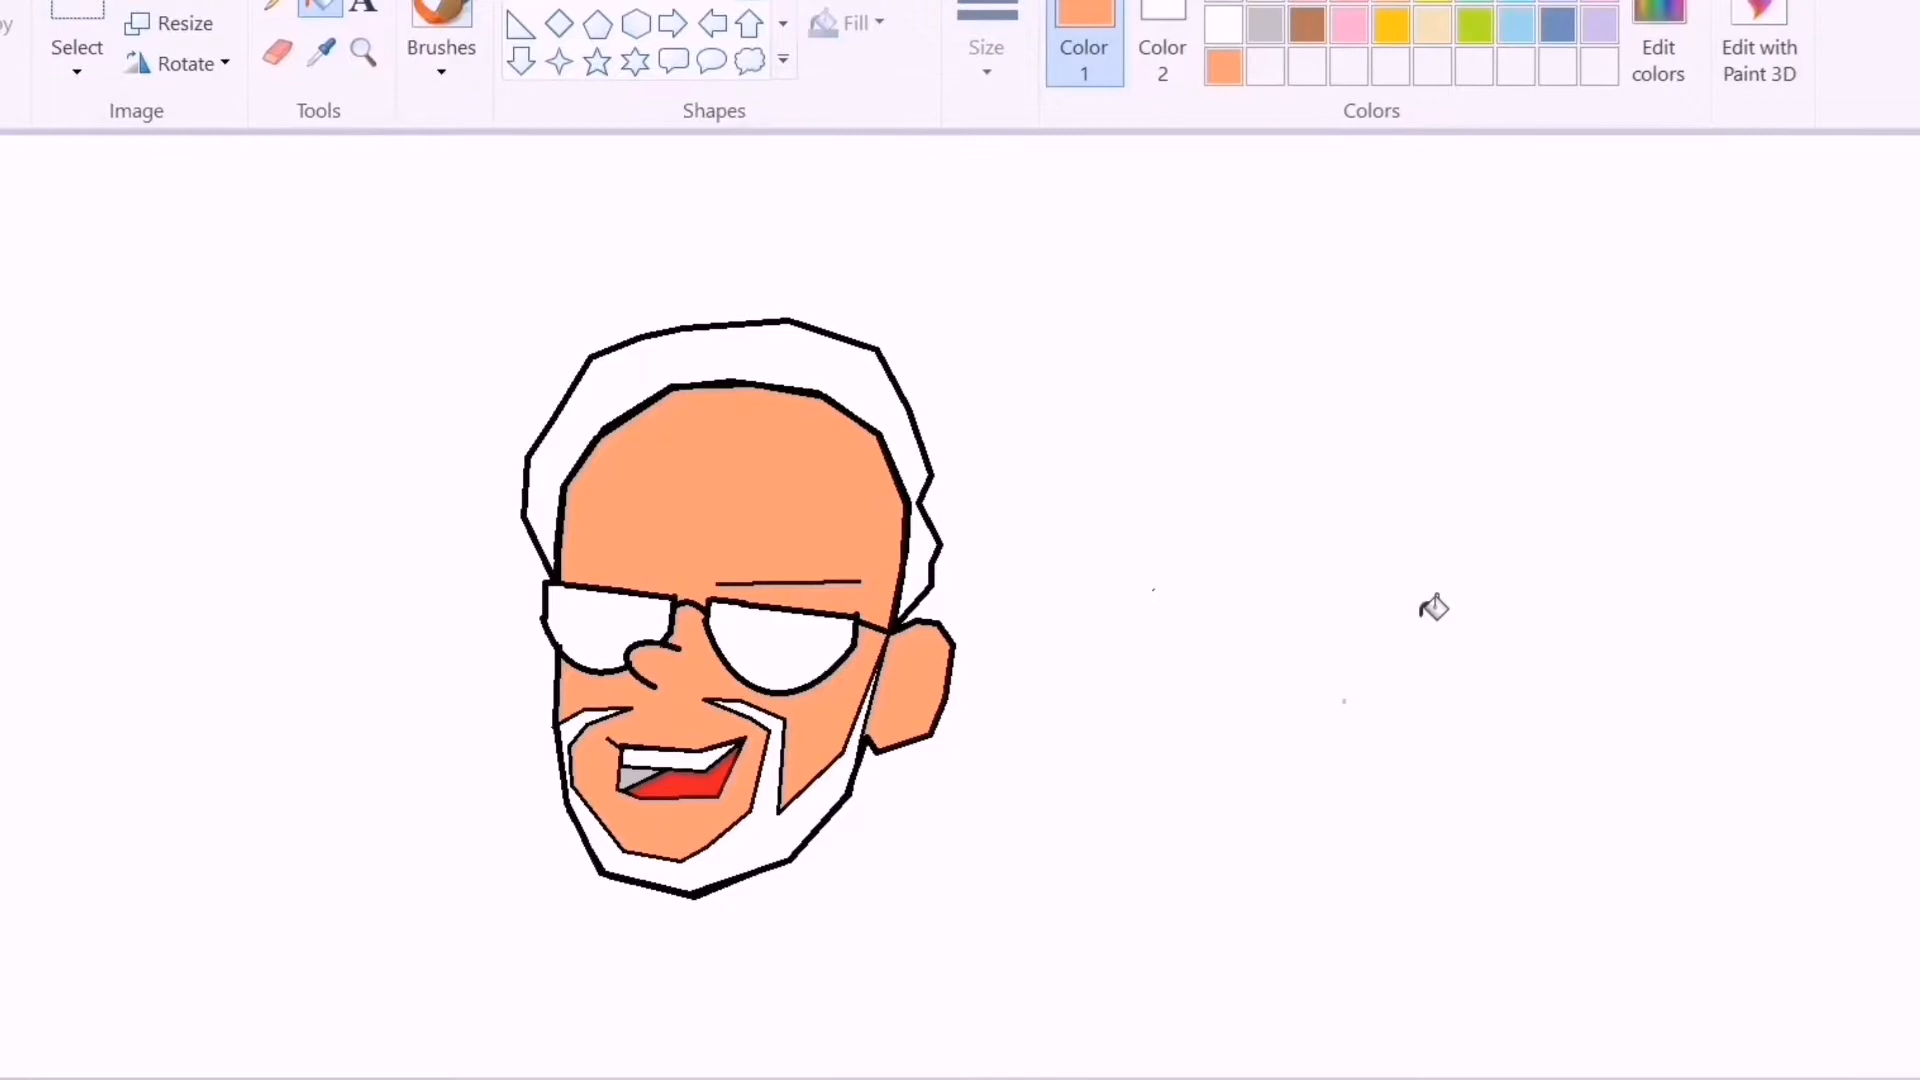 Select
Resize
Rotate
Image
A
Tools
Brushes
Shapes
Fill
Size
Color
1
Color
2
Colors
Edit
colors
Edit with
Paint 3D